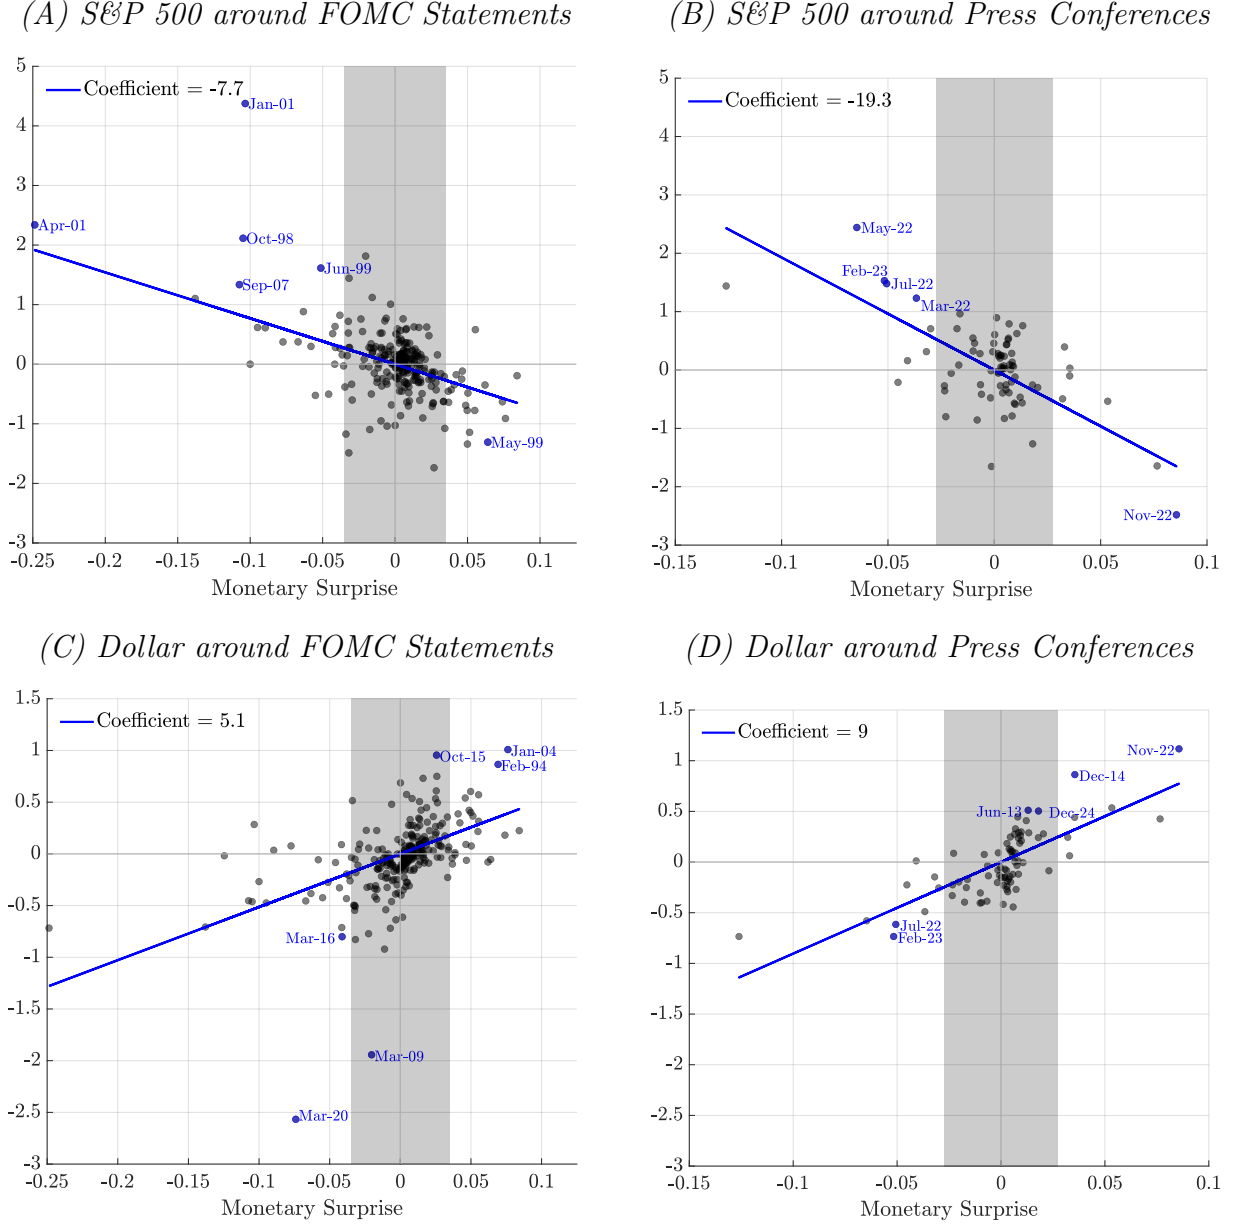 (A) S&P 500 around FOMC Statements
Coefficient = -7.7
5
4
3
2
1
0
-1
-2
-3
Jan-01
Apr-01
Oct-98
Jun-99
Sep-07
May-99
-0.25 -0.2 -0.15 -0.1 -0.05 0 0.05 0.1
Monetary Surprise
(B) S&P 500 around Press Conferences
Coefficient = -19.3
5
4
3
2
1
0
-1
-2
-3
May-22
Feb-23
Jul-22
Mar-22
Nov-22
-0.15 -0.1 -0.05 0 0.05 0.1
Monetary Surprise
(C) Dollar around FOMC Statements
Coefficient = 5.1
1.5
1
0.5
0
-0.5
-1
-1.5
-2
-2.5
-3
Oct-15
Jan-04
Feb-94
Mar-16
Mar-09
Mar-20
-0.25 -0.2 -0.15 -0.1 -0.05 0 0.05 0.1
Monetary Surprise
(D) Dollar around Press Conferences
Coefficient = 9
1.5
1
0.5
0
-0.5
-1
-1.5
-2
-2.5
-3
Nov-22
Dec-14
Jun-13
Dec-24
Jul-22
Feb-23
-0.15 -0.1 -0.05 0 0.05 0.1
Monetary Surprise